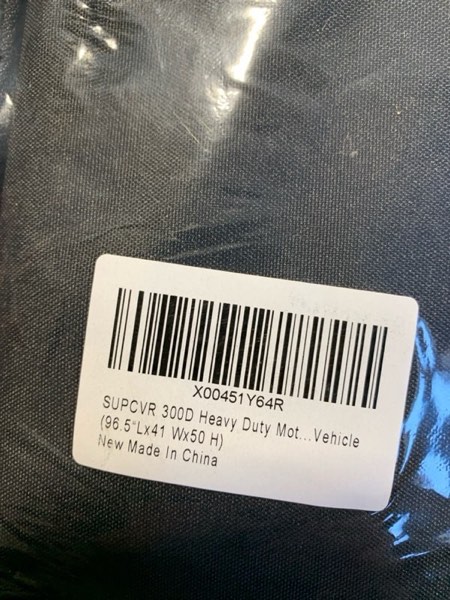 X00451Y64R
SUPCVR 300D Heavy Duty Mot...Vehicle
(96.5"Lx41 Wx50 H)
New Made In China